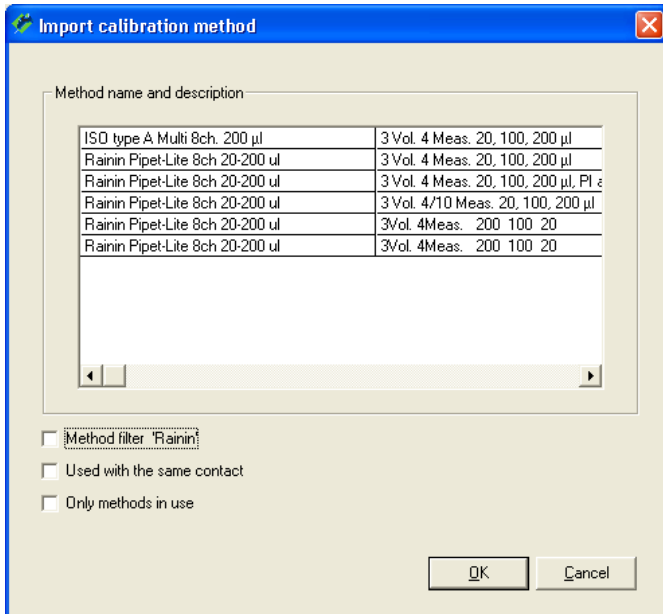 Import calibration method
Method name and description
ISO type A Multi 8ch. 200 µl 3 Vol. 4 Meas. 20, 100, 200 µl
Rainin Pipet-Lite 8ch 20-200 ul 3 Vol. 4 Meas. 20, 100, 200 µl
Rainin Pipet-Lite 8ch 20-200 ul 3 Vol. 4 Meas. 20, 100, 200 µl, PI a
Rainin Pipet-Lite 8ch 20-200 ul 3 Vol. 4/10 Meas. 20, 100, 200 µl
Rainin Pipet-Lite 8ch 20-200 ul 3Vol. 4Meas. 200 100 20
Rainin Pipet-Lite 8ch 20-200 ul 3Vol. 4Meas. 200 100 20
Method filter 'Rainin'
Used with the same contact
Only methods in use
OK Cancel